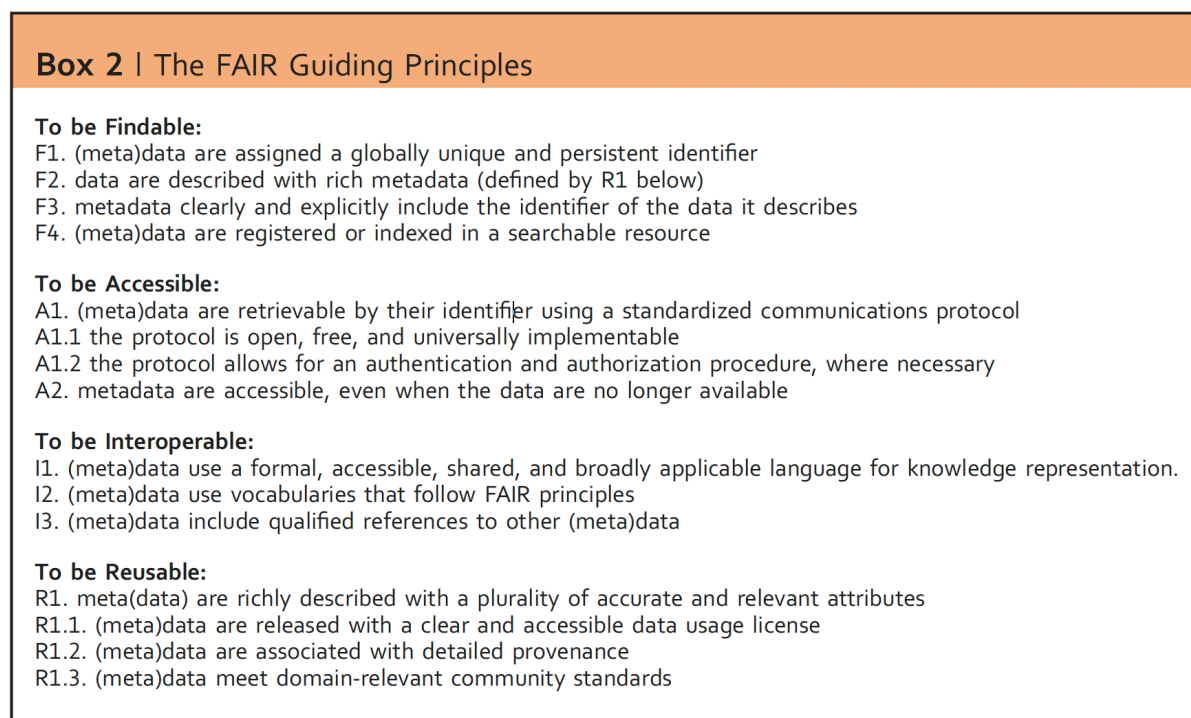 Box 2 | The FAIR Guiding Principles
To be Findable:
F1. (meta)data are assigned a globally unique and persistent identifier
F2. data are described with rich metadata (defined by R1 below)
F3. metadata clearly and explicitly include the identifier of the data it describes
F4. (meta)data are registered or indexed in a searchable resource
To be Accessible:
A1. (meta)data are retrievable by their identifier using a standardized communications protocol
A1.1 the protocol is open, free, and universally implementable
A1.2 the protocol allows for an authentication and authorization procedure, where necessary
A2. metadata are accessible, even when the data are no longer available
To be Interoperable:
I1. (meta)data use a formal, accessible, shared, and broadly applicable language for knowledge representation.
I2. (meta)data use vocabularies that follow FAIR principles
I3. (meta)data include qualified references to other (meta)data
To be Reusable:
R1. meta(data) are richly described with a plurality of accurate and relevant attributes
R1.1. (meta)data are released with a clear and accessible data usage license
R1.2. (meta)data are associated with detailed provenance
R1.3. (meta)data meet domain-relevant community standards